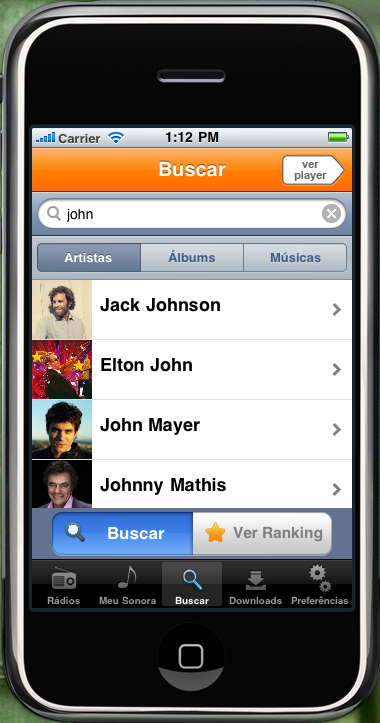 Carrier 1:12 PM
Buscar
ver
player
john
Artistas Álbums Músicas
Jack Johnson
Elton John
John Mayer
Johnny Mathis
Buscar Ver Ranking
Rádios Meu Sonora Buscar Downloads Preferências